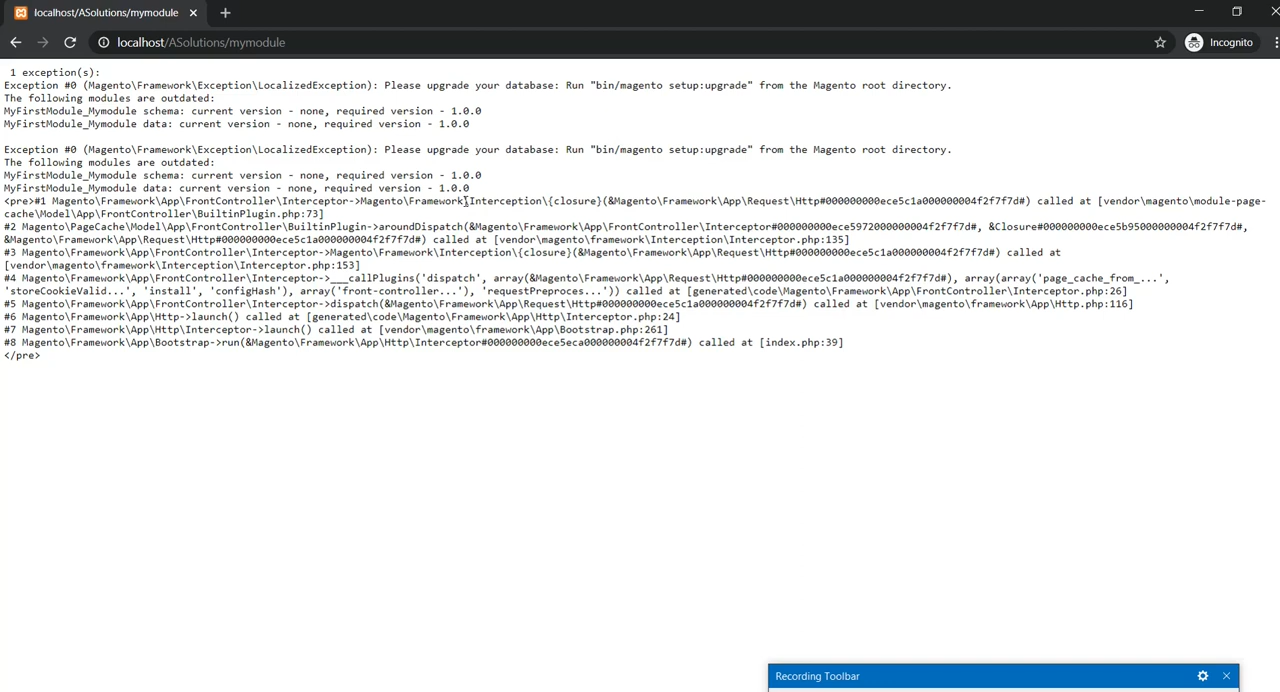 localhost/ASolutions/mymodule
localhost/ASolutions/mymodule
Incognito
1 exception(s):
Exception #0 (Magento\Framework\Exception\LocalizedException): Please upgrade your database: Run "bin/magento setup:upgrade" from the Magento root directory.
The following modules are outdated:
MyFirstModule_Mymodule schema: current version - none, required version - 1.0.0
MyFirstModule_Mymodule data: current version - none, required version - 1.0.0
Exception #0 (Magento\Framework\Exception\LocalizedException): Please upgrade your database: Run "bin/magento setup:upgrade" from the Magento root directory.
The following modules are outdated:
MyFirstModule_Mymodule schema: current version - none, required version - 1.0.0
MyFirstModule_Mymodule data: current version - none, required version - 1.0.0
<pre>#1 Magento\Framework\App\FrontController\Interceptor->Magento\Framework\Interception\{closure}(&Magento\Framework\App\Request\Http#000000000ece5c1a000000004f2f7f7d#) called at [vendor\magento\module-page-
cache\Model\App\FrontController\BuiltinPlugin.php:73]
#2 Magento\PageCache\Model\App\FrontController\BuiltinPlugin->aroundDispatch(&Magento\Framework\App\FrontController\Interceptor#000000000ece5972000000004f2f7f7d#, &Closure#000000000ece5b95000000004f2f7f7d#,
&Magento\Framework\App\Request\Http#000000000ece5c1a000000004f2f7f7d#) called at [vendor\magento\framework\Interception\Interceptor.php:135]
#3 Magento\Framework\App\FrontController\Interceptor->Magento\Framework\Interception\{closure}(&Magento\Framework\App\Request\Http#000000000ece5c1a000000004f2f7f7d#) called at
[vendor\magento\framework\Interception\Interceptor.php:153]
#4 Magento\Framework\App\FrontController\Interceptor->___callPlugins('dispatch', array(&Magento\Framework\App\Request\Http#000000000ece5c1a000000004f2f7f7d#), array(array('page_cache_from_...',
'storeCookieValid...', 'install', 'configHash'), array('front-controller...'), 'requestPreproces...')) called at [generated\code\Magento\Framework\App\FrontController\Interceptor.php:26]
#5 Magento\Framework\App\FrontController\Interceptor->dispatch(&Magento\Framework\App\Request\Http#000000000ece5c1a000000004f2f7f7d#) called at [vendor\magento\framework\App\Http.php:116]
#6 Magento\Framework\App\Http->launch() called at [generated\code\Magento\Framework\App\Http\Interceptor.php:24]
#7 Magento\Framework\App\Http\Interceptor->launch() called at [vendor\magento\framework\App\Bootstrap.php:261]
#8 Magento\Framework\App\Bootstrap->run(&Magento\Framework\App\Http\Interceptor#000000000ece5eca000000004f2f7f7d#) called at [index.php:39]
</pre>
Recording Toolbar